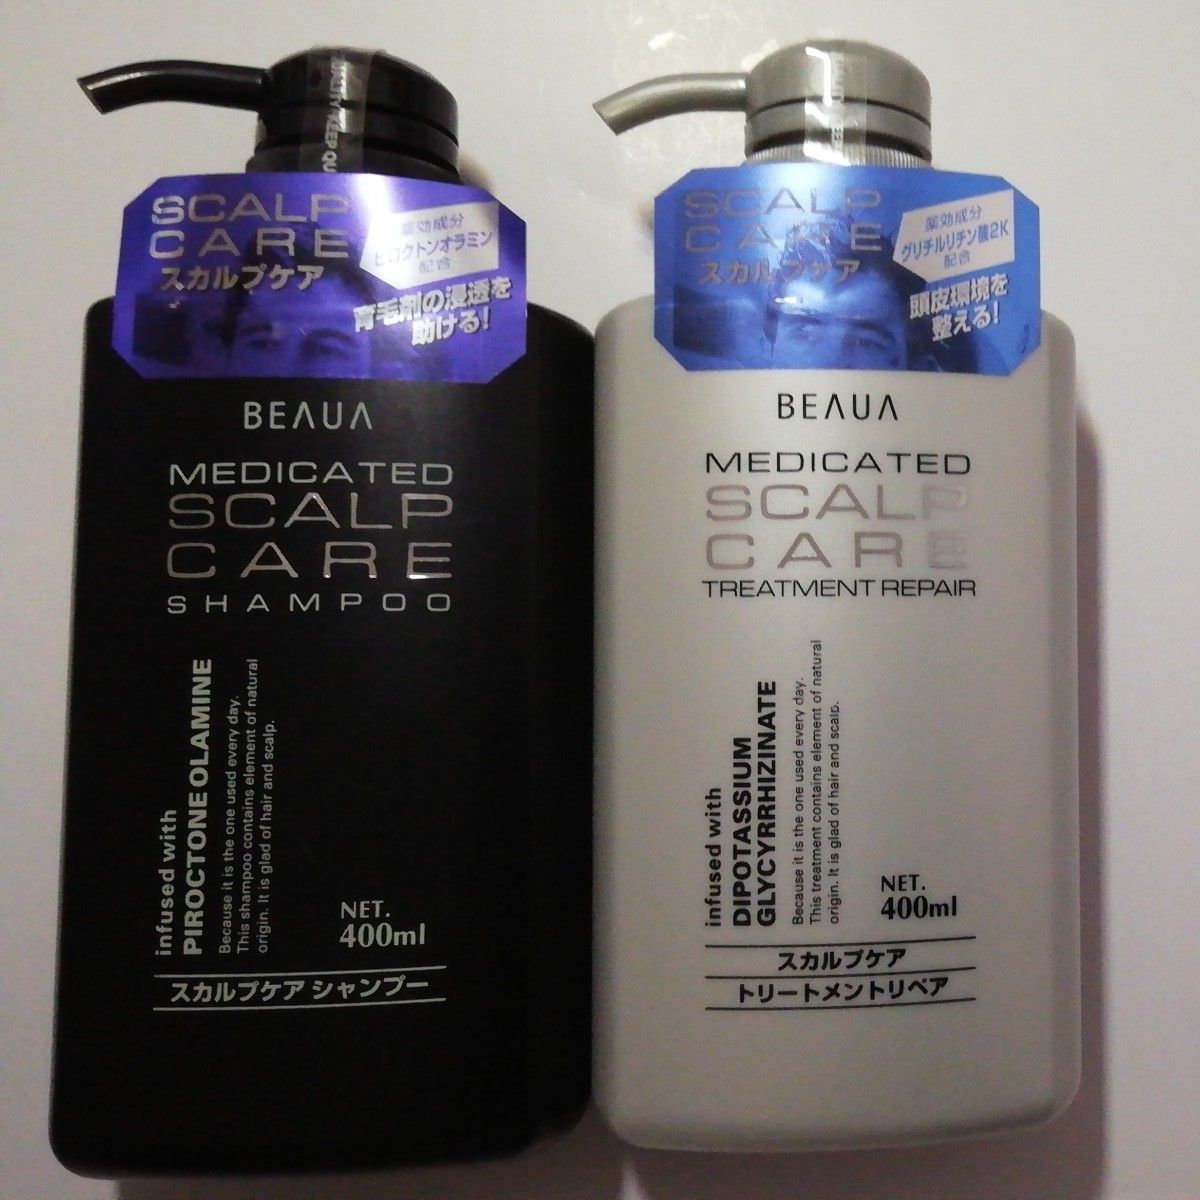 KEEP QU
SCALP
CARE
スカルプケア
薬効成分
ピロクトンオラミン
配合
育毛剤の浸透を
助ける!
BEAUA
MEDICATED
SCALP
CARE
SHAMPOO
infused with
PIROCTONE OLAMINE
Because it is the one used every day.
This shampoo contains element of natural
origin. It is glad of hair and scalp.
NET.
400ml
スカルプケア シャンプー
SCALP
CARE
スカルプケア
薬効成分
グリチルリチン酸2K
配合
頭皮環境を
整える!
BEAUA
MEDICATED
SCALP
CARE
TREATMENT REPAIR
infused with
DIPOTASSIUM
GLYCYRRHIZINATE
Because it is the one used every day.
This treatment contains element of natural
origin. It is glad of hair and scalp.
NET.
400ml
スカルプケア
トリートメントリペア